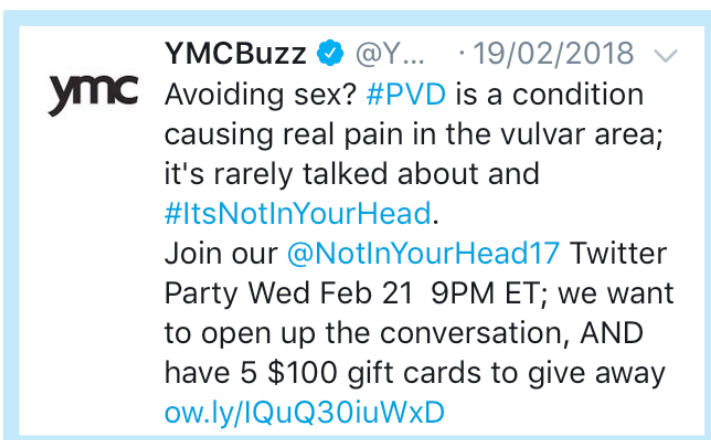 YMCBuzz @Y... · 19/02/2018
ymc
Avoiding sex? #PVD is a condition
causing real pain in the vulvar area;
it's rarely talked about and
#ItsNotInYourHead.
Join our @NotInYourHead17 Twitter
Party Wed Feb 21 9PM ET; we want
to open up the conversation, AND
have 5 $100 gift cards to give away
ow.ly/IQuQ30iuWxD